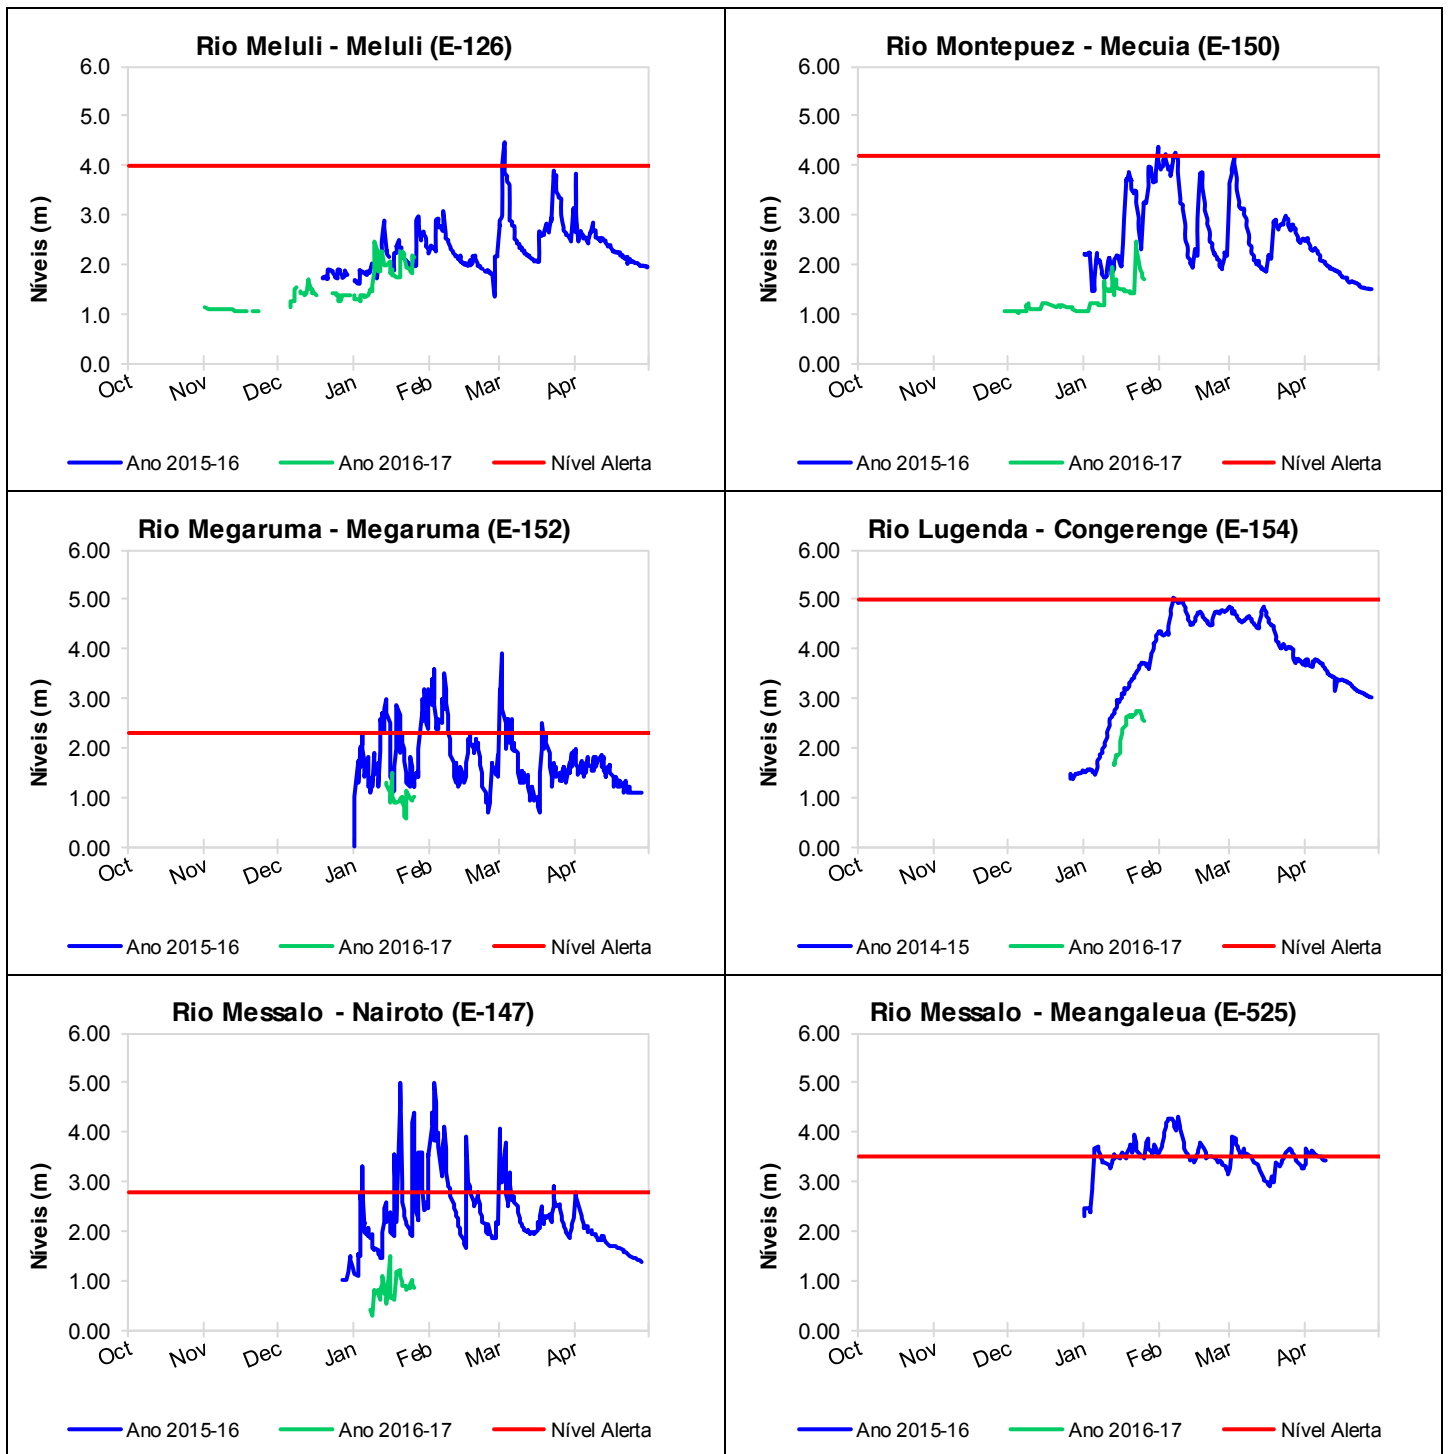 Rio Meluli - Meluli (E-126)
6.0
5.0
4.0
3.0
2.0
1.0
0.0
Níveis (m)
Oct Nov Dec Jan Feb Mar Apr
Ano 2015-16 Ano 2016-17 Nível Alerta
Rio Montepuez - Mecuia (E-150)
6.00
5.00
4.00
3.00
2.00
1.00
0.00
Níveis (m)
Oct Nov Dec Jan Feb Mar Apr
Ano 2015-16 Ano 2016-17 Nível Alerta
Rio Megaruma - Megaruma (E-152)
6.00
5.00
4.00
3.00
2.00
1.00
0.00
Níveis (m)
Oct Nov Dec Jan Feb Mar Apr
Ano 2015-16 Ano 2016-17 Nível Alerta
Rio Lugenda - Congerenge (E-154)
6.00
5.00
4.00
3.00
2.00
1.00
0.00
Níveis (m)
Oct Nov Dec Jan Feb Mar Apr
Ano 2014-15 Ano 2016-17 Nível Alerta
Rio Messalo - Nairoto (E-147)
6.00
5.00
4.00
3.00
2.00
1.00
0.00
Níveis (m)
Oct Nov Dec Jan Feb Mar Apr
Ano 2015-16 Ano 2016-17 Nível Alerta
Rio Messalo - Meangaleua (E-525)
6.00
5.00
4.00
3.00
2.00
1.00
0.00
Níveis (m)
Oct Nov Dec Jan Feb Mar Apr
Ano 2015-16 Ano 2016-17 Nível Alerta